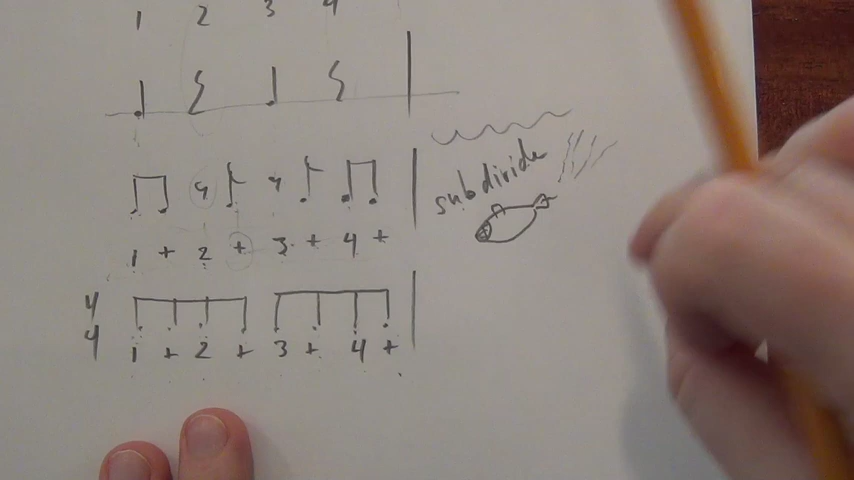 1 2 3 4
subdivide
1 + 2 + 3 + 4 +
4
4
1 + 2 + 3 + 4 +